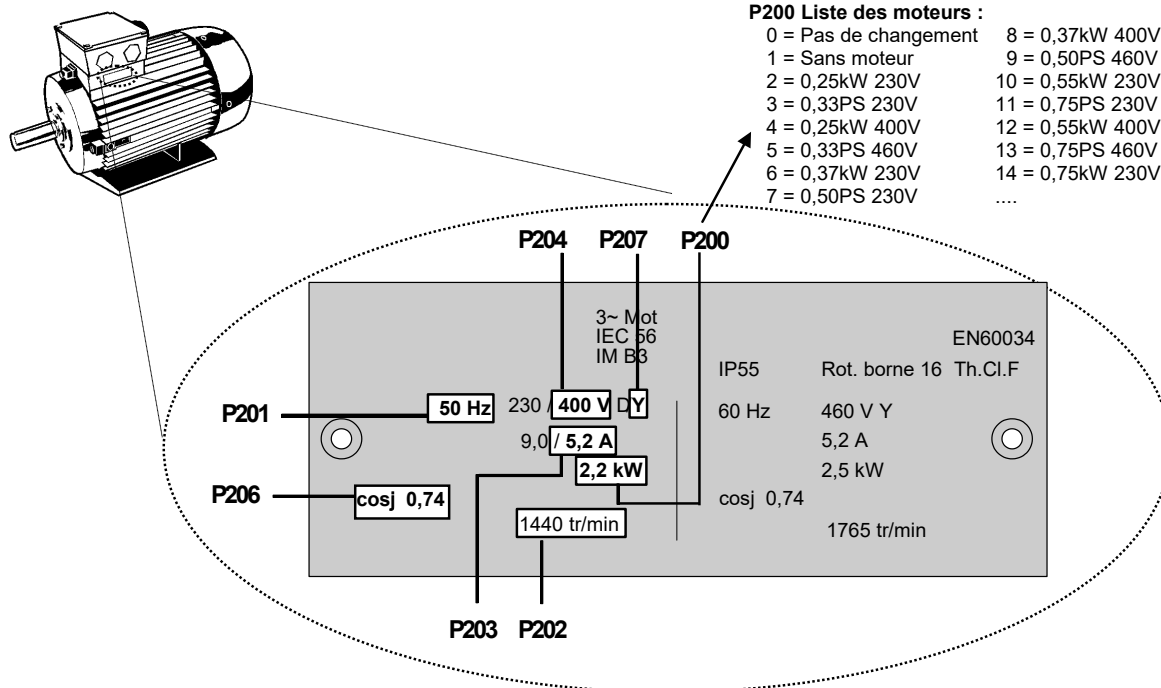 P200 Liste des moteurs :
0 = Pas de changement 8 = 0,37kW 400V
1 = Sans moteur 9 = 0,50PS 460V
2 = 0,25kW 230V 10 = 0,55kW 230V
3 = 0,33PS 230V 11 = 0,75PS 230V
4 = 0,25kW 400V 12 = 0,55kW 400V
5 = 0,33PS 460V 13 = 0,75PS 460V
6 = 0,37kW 230V 14 = 0,75kW 230V
7 = 0,50PS 230V ....
P204 P207 P200
3~ Mot
IEC 56
IM B3
EN60034
IP55 Rot. borne 16 Th.Cl.F
P201 50 Hz 230 / 400 V DY 60 Hz 460 V Y
9,0 / 5,2 A 5,2 A
2,2 kW 2,5 kW
P206 cosj 0,74 cosj 0,74
1440 tr/min 1765 tr/min
P203 P202